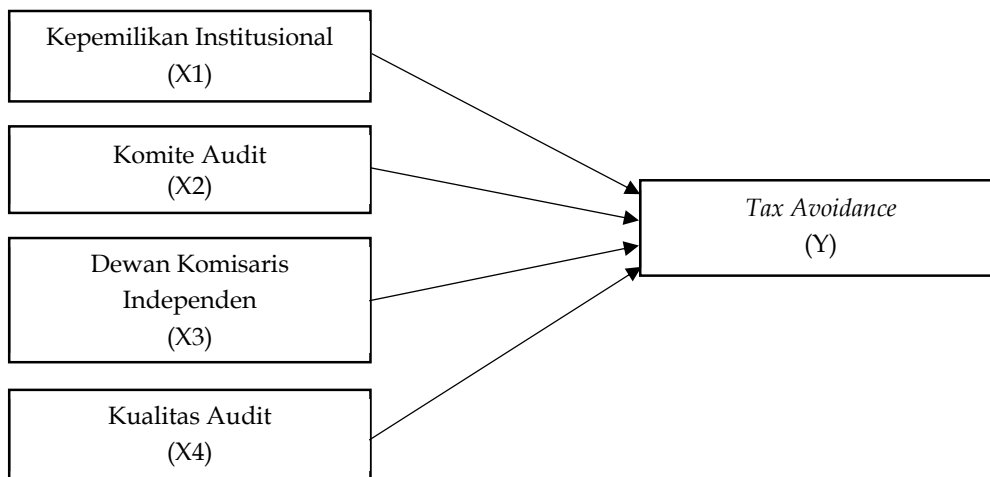 Kepemilikan Institusional
(X1)
Komite Audit
(X2)
Dewan Komisaris
Independen
(X3)
Kualitas Audit
(X4)
Tax Avoidance
(Y)